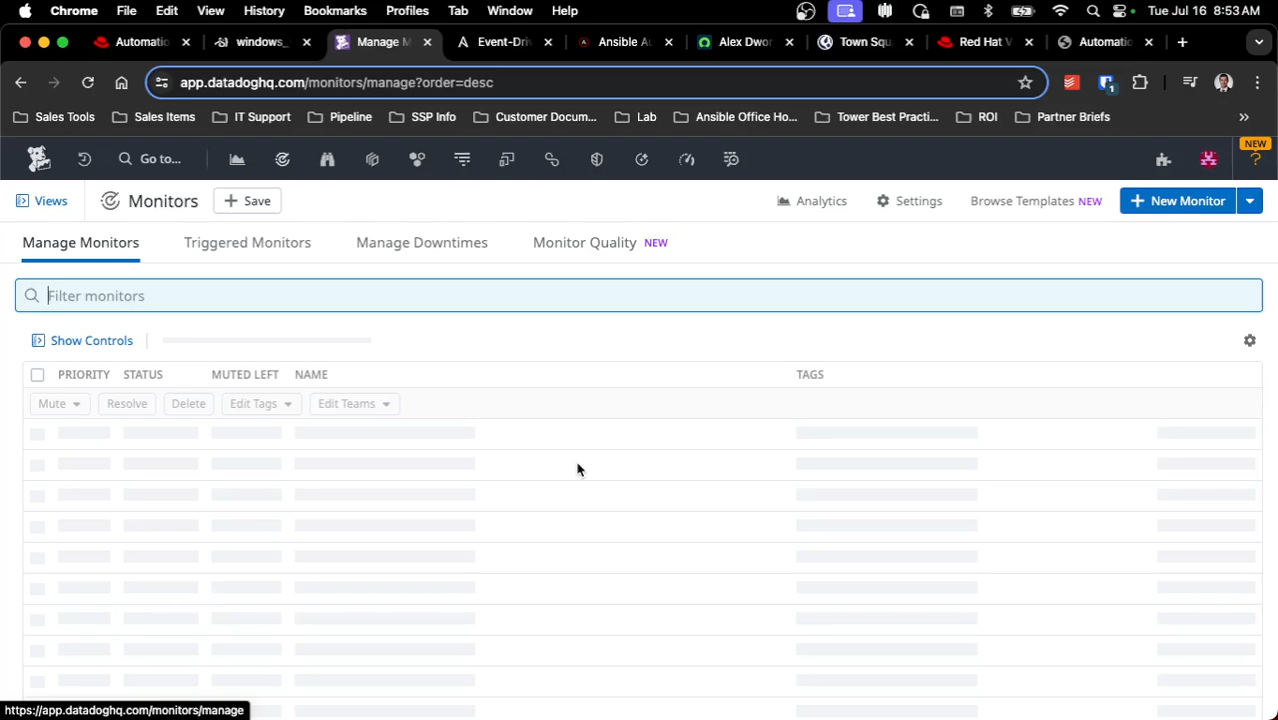 Chrome File Edit View History Bookmarks Profiles Tab Window Help Tue Jul 16 8:53 AM
Automatio windows_ Manage M Event-Driv Ansible Au Alex Dwor Town Squ Red Hat V Automatio
app.datadoghq.com/monitors/manage?order=desc 1
Sales Tools Sales Items IT Support Pipeline SSP Info Customer Docum... Lab Ansible Office Ho... Tower Best Practi... ROI Partner Briefs »
Go to... NEW ?
Views Monitors + Save Analytics Settings Browse Templates NEW + New Monitor
Manage Monitors Triggered Monitors Manage Downtimes Monitor Quality NEW
Filter monitors
Show Controls
PRIORITY STATUS MUTED LEFT NAME TAGS
Mute Resolve Delete Edit Tags Edit Teams
https://app.datadoghq.com/monitors/manage